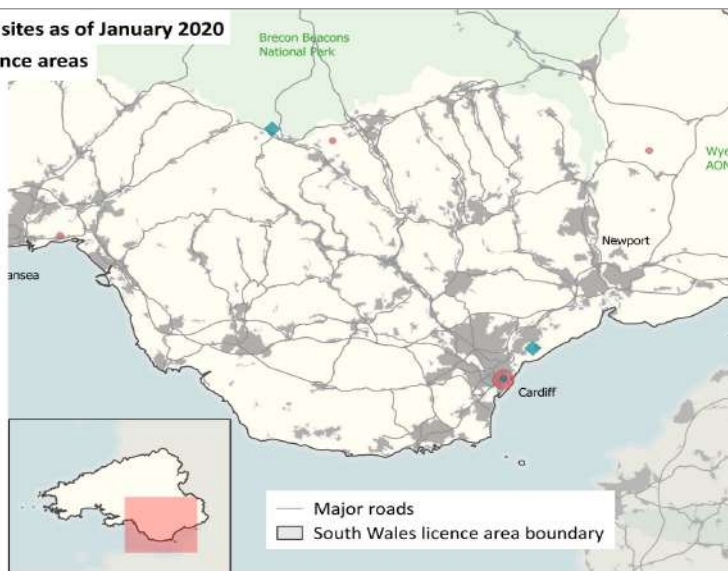 sites as of January 2020
nce areas
Brecon Beacons
National Park
Wye
AON
Newport
ansea
Cardiff
Major roads
South Wales licence area boundary